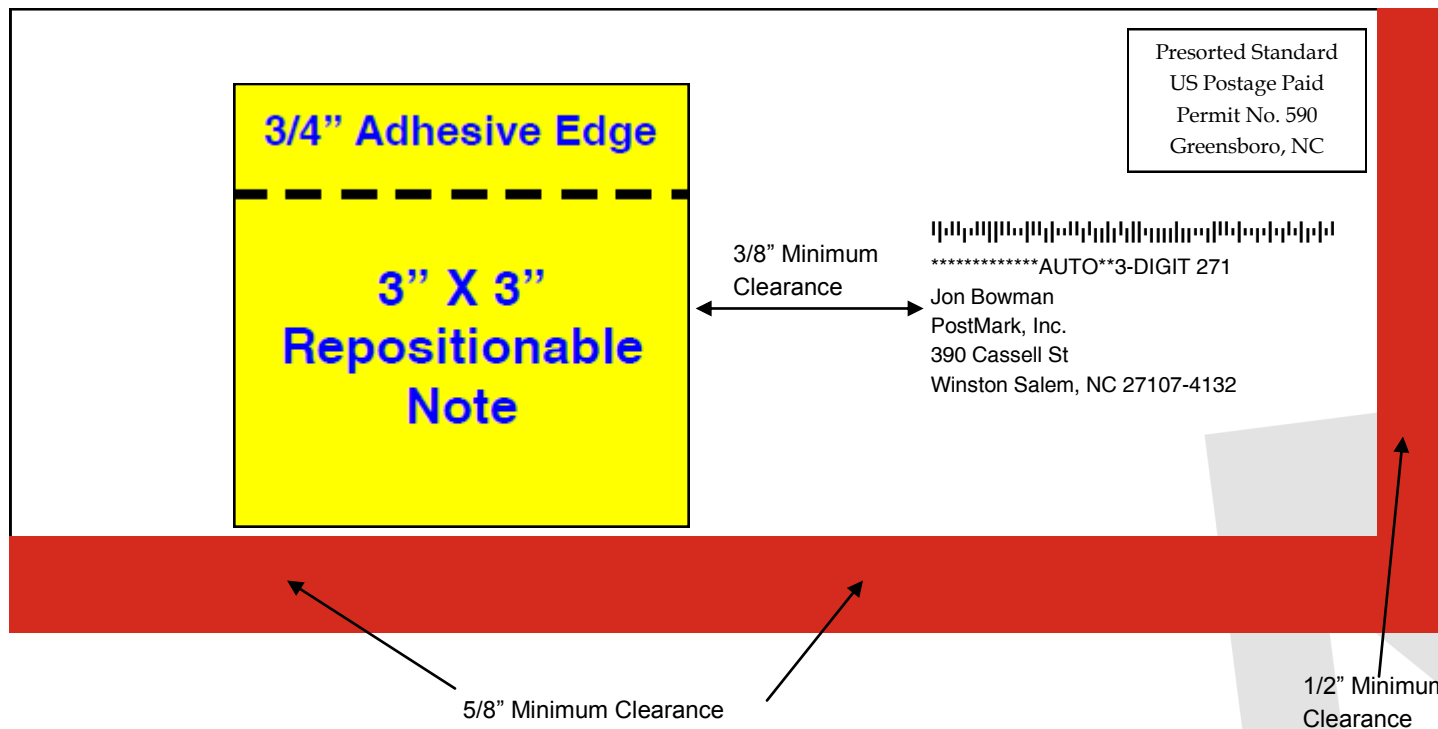 Presorted Standard
US Postage Paid
Permit No. 590
Greensboro, NC
3/4” Adhesive Edge
3” X 3”
Repositionable
Note
3/8” Minimum
Clearance
*************AUTO**3-DIGIT 271
Jon Bowman
PostMark, Inc.
390 Cassell St
Winston Salem, NC 27107-4132
5/8” Minimum Clearance
1/2” Minimum
Clearance